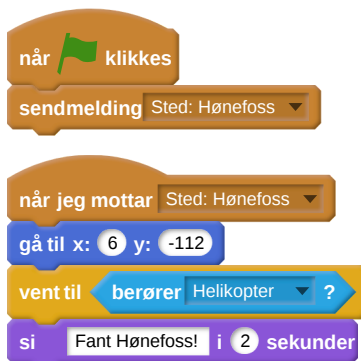 når klikkes
sendmelding Sted: Hønefoss
når jeg mottar Sted: Hønefoss
gå til x: 6 y: -112
vent til berører Helikopter ?
si Fant Hønefoss! i 2 sekunder